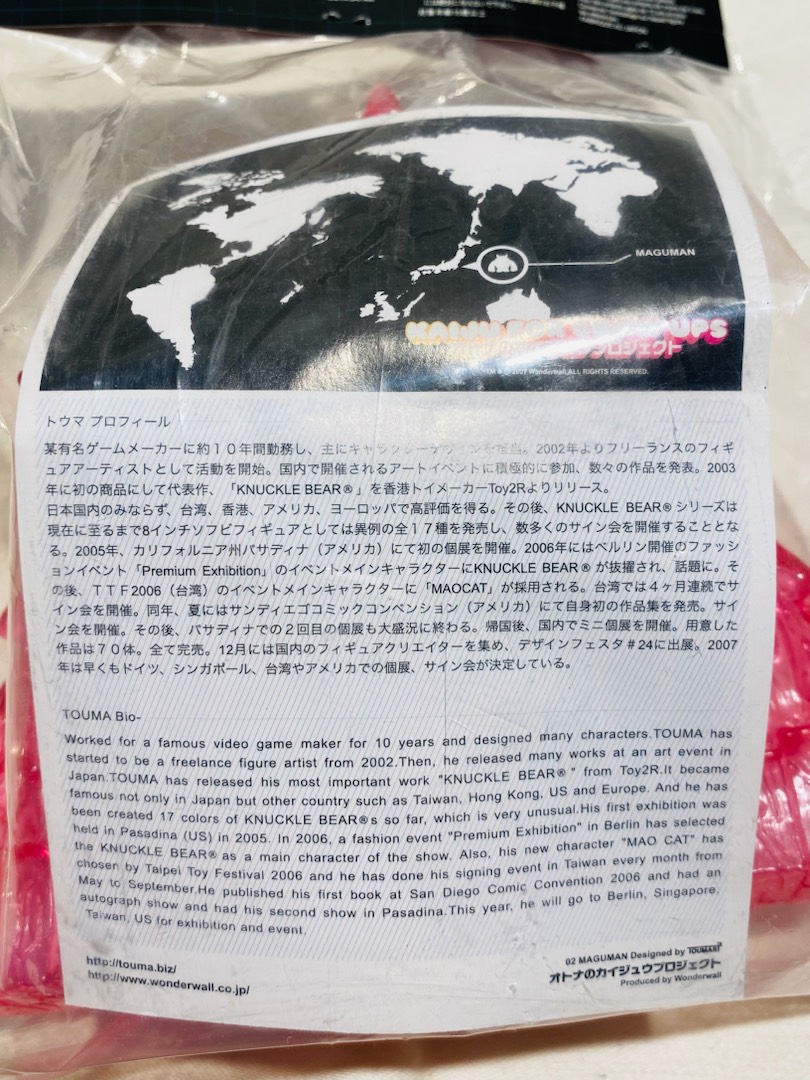 MAGUMAN
KAIJU FOR GROWN UPS
プロジェクト
2007 Wonderwall.ALL RIGHTS RESERVED.
トウマ プロフィール
某有名ゲームメーカーに約１０年間勤務し、主にキャラクターデザインを担当。2002年よりフリーランスのフィギ
ュアアーティストとして活動を開始。国内で開催されるアートイベントに積極的に参加、数々の作品を発表。2003
年に初の商品にして代表作、「KNUCKLE BEAR®」を香港トイメーカーToy2Rよりリリース。
日本国内のみならず、台湾、香港、アメリカ、ヨーロッパで高評価を得る。その後、KNUCKLE BEAR®シリーズは
現在に至るまで8インチソフビフィギュアとしては異例の全１７種を発売し、数多くのサイン会を開催することとな
る。2005年、カリフォルニア州パサディナ（アメリカ）にて初の個展を開催。2006年にはベルリン開催のファッシ
ョンイベント「Premium Exhibition」のイベントメインキャラクターにKNUCKLE BEAR®が抜擢され、話題に。そ
の後、ＴＴＦ2006（台湾）のイベントメインキャラクターに「MAOCAT」が採用される。台湾では４ヶ月連続でサ
イン会を開催。同年、夏にはサンディエゴコミックコンベンション（アメリカ）にて自身初の作品集を発売。サイ
ン会を開催。その後、パサディナでの２回目の個展も大盛況に終わる。帰国後、国内でミニ個展を開催。用意した
作品は７０体。全て完売。12月には国内のフィギュアクリエイターを集め、デザインフェスタ＃24に出展。2007
年は早くもドイツ、シンガポール、台湾やアメリカでの個展、サイン会が決定している。
TOUMA Bio-
Worked for a famous video game maker for 10 years and designed many characters.TOUMA has
started to be a freelance figure artist from 2002.Then, he released many works at an art event in
Japan.TOUMA has released his most important work "KNUCKLE BEAR®" from Toy2R.It became
famous not only in Japan but other country such as Taiwan, Hong Kong, US and Europe. And he has
been created 17 colors of KNUCKLE BEAR®s so far, which is very unusual.His first exhibition was
held in Pasadina (US) in 2005. In 2006, a fashion event "Premium Exhibition" in Berlin has selected
the KNUCKLE BEAR® as a main character of the show. Also, his new character "MAO CAT" has
chosen by Taipei Toy Festival 2006 and he has done his signing event in Taiwan every month from
May to September.He published his first book at San Diego Comic Convention 2006 and had an
autograph show and had his second show in Pasadina.This year, he will go to Berlin, Singapore,
Taiwan, US for exhibition and event.
http://touma.biz/
http://www.wonderwall.co.jp/
02 MAGUMAN Designed by TOUMART
オトナのカイジュウプロジェクト
Produced by Wonderwall